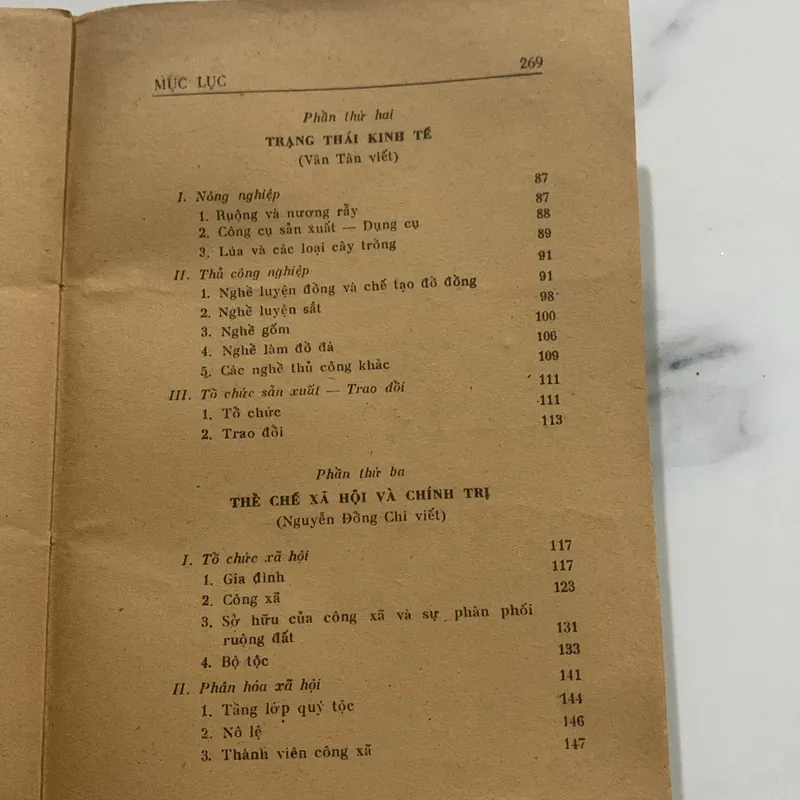 MỤC LỤC 269
Phần thứ hai
TRẠNG THÁI KINH TẾ
(Văn Tân viết)
I. Nông nghiệp 87
1. Ruộng và nương rẫy 87
2. Công cụ sản xuất — Dụng cụ 88
3. Lúa và các loại cây trồng 89
II. Thủ công nghiệp 91
1. Nghề luyện đồng và chế tạo đồ đồng 91
2. Nghề luyện sắt 98
3. Nghề gốm 100
4. Nghề làm đồ đá 106
5. Các nghề thủ công khác 109
III. Tổ chức sản xuất — Trao đổi 111
1. Tổ chức 111
2. Trao đổi 113
Phần thứ ba
THỂ CHẾ XÃ HỘI VÀ CHÍNH TRỊ
(Nguyễn Đồng Chi viết)
I. Tổ chức xã hội 117
1. Gia đình 117
2. Công xã 123
3. Sở hữu của công xã và sự phân phối
ruộng đất 131
4. Bộ tộc 133
II. Phân hóa xã hội 141
1. Tầng lớp quý tộc 144
2. Nô lệ 146
3. Thành viên công xã 147